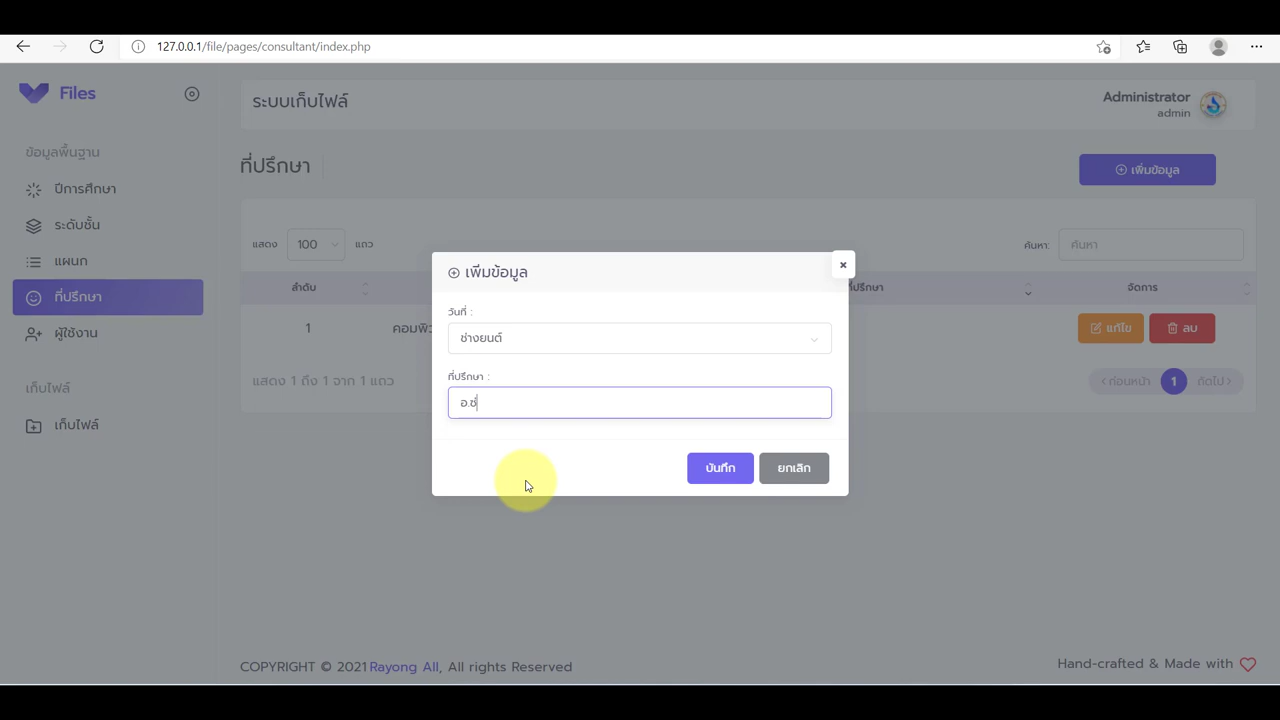 127.0.0.1/file/pages/consultant/index.php
Files
ระบบเก็บไฟล์
Administrator
admin
ข้อมูลพื้นฐาน
ปีการศึกษา
ระดับชั้น
แผนก
ที่ปรึกษา
ผู้ใช้งาน
เก็บไฟล์
เก็บไฟล์
ที่ปรึกษา
เพิ่มข้อมูล
แสดง 100 แถว
ค้นหา: ค้นหา
ลำดับ ที่ปรึกษา จัดการ
1 คอมพิว แก้ไข ลบ
แสดง 1 ถึง 1 จาก 1 แถว
ก่อนหน้า 1 ถัดไป
เพิ่มข้อมูล
×
วันที่ :
ช่างยนต์
ที่ปรึกษา :
อ.ช่
บันทึก ยกเลิก
COPYRIGHT © 2021 Rayong All, All rights Reserved
Hand-crafted & Made with